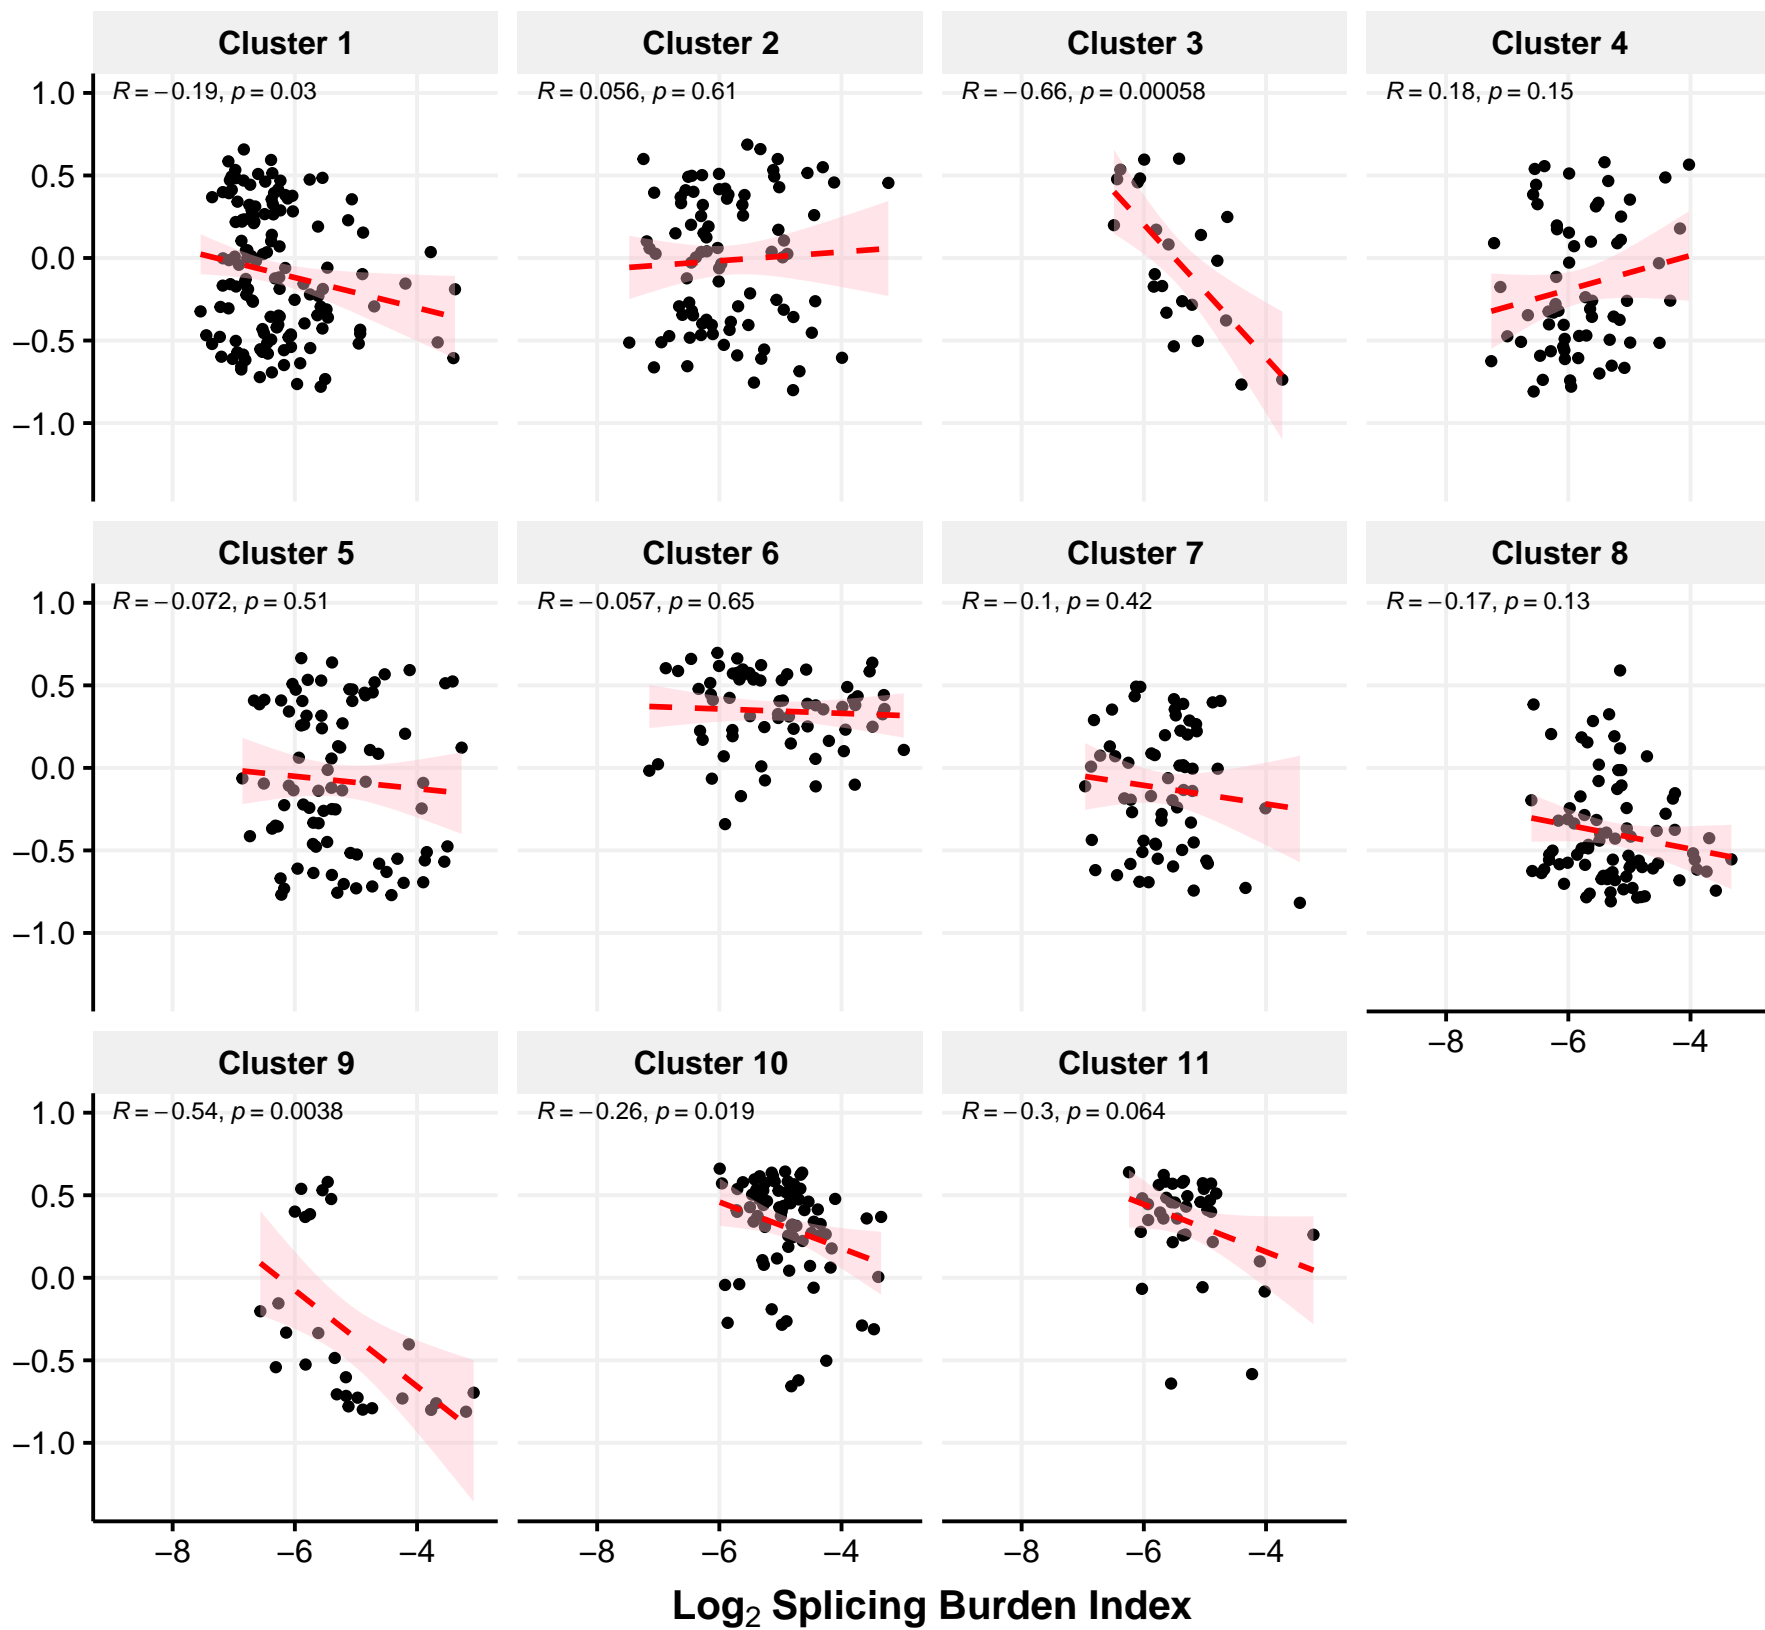 Cluster 1 Cluster 2 Cluster 3 Cluster 4
R = −0.19, p = 0.03 R = 0.056, p = 0.61 R = −0.66, p = 0.00058 R = 0.18, p = 0.15
1.0
0.5
0.0
−0.5
−1.0
Cluster 5 Cluster 6 Cluster 7 Cluster 8
R = −0.072, p = 0.51 R = −0.057, p = 0.65 R = −0.1, p = 0.42 R = −0.17, p = 0.13
1.0
0.5
0.0
−0.5
−1.0
−8 −6 −4
Cluster 9 Cluster 10 Cluster 11
R = −0.54, p = 0.0038 R = −0.26, p = 0.019 R = −0.3, p = 0.064
1.0
0.5
0.0
−0.5
−1.0
−8 −6 −4 −8 −6 −4 −8 −6 −4
Log₂ Splicing Burden Index